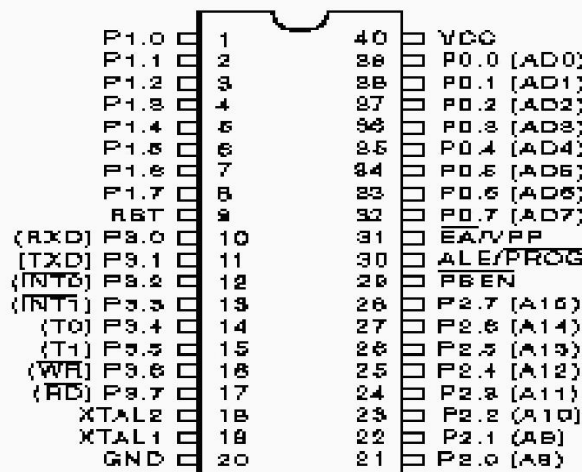 P1.0 1 40 VCC
P1.1 2 39 P0.0 (AD0)
P1.2 3 38 P0.1 (AD1)
P1.3 4 37 P0.2 (AD2)
P1.4 5 36 P0.3 (AD3)
P1.5 6 35 P0.4 (AD4)
P1.6 7 34 P0.5 (AD5)
P1.7 8 33 P0.6 (AD6)
RST 9 32 P0.7 (AD7)
(RXD) P3.0 10 31 EA/VPP
(TXD) P3.1 11 30 ALE/PROG
(INT0) P3.2 12 29 PSEN
(INT1) P3.3 13 28 P2.7 (A15)
(T0) P3.4 14 27 P2.6 (A14)
(T1) P3.5 15 26 P2.5 (A13)
(WR) P3.6 16 25 P2.4 (A12)
(RD) P3.7 17 24 P2.3 (A11)
XTAL2 18 23 P2.2 (A10)
XTAL1 19 22 P2.1 (A9)
GND 20 21 P2.0 (A8)